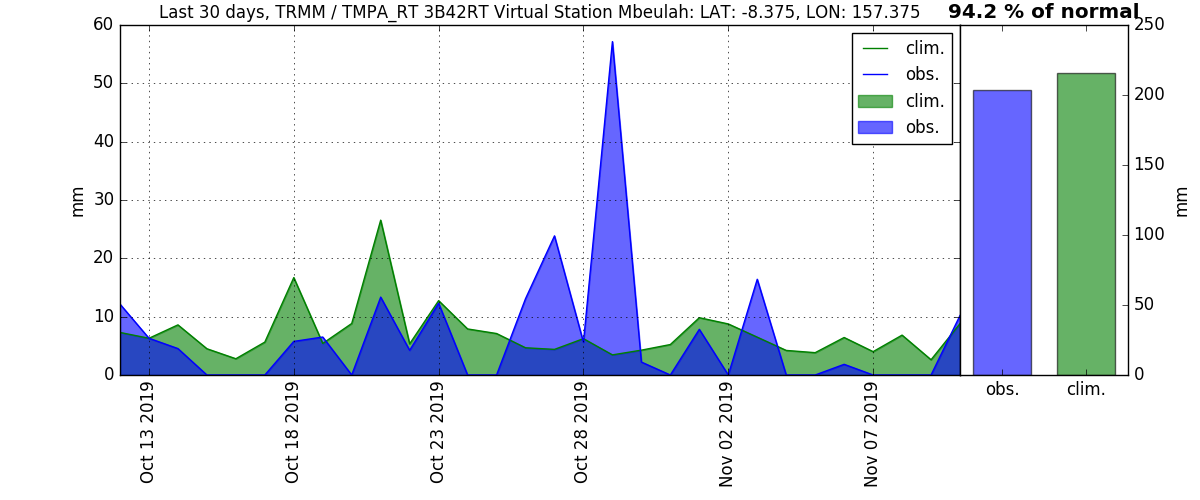 Last 30 days, TRMM / TMPA_RT 3B42RT Virtual Station Mbeulah: LAT: -8.375, LON: 157.375
94.2 % of normal
60
50
40
30
20
10
0
mm
clim.
obs.
clim.
obs.
Oct 13 2019
Oct 18 2019
Oct 23 2019
Oct 28 2019
Nov 02 2019
Nov 07 2019
250
200
150
100
50
0
mm
obs.
clim.